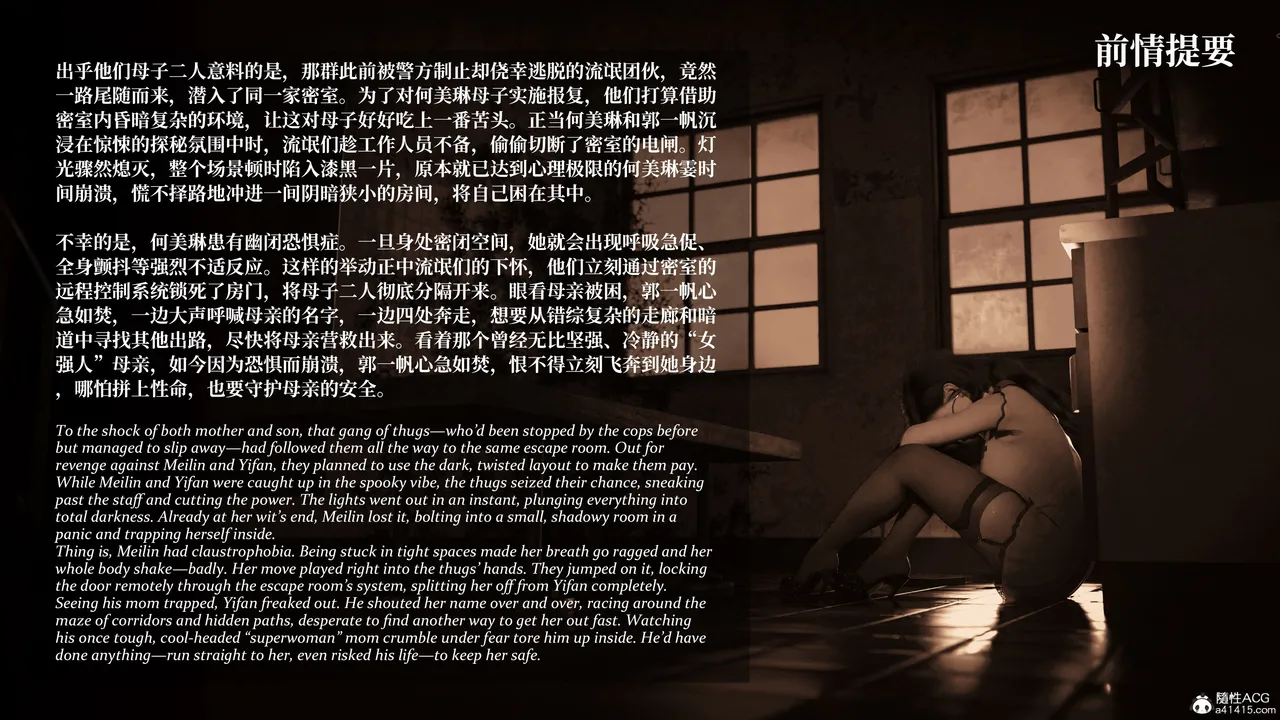 前情提要
出乎他们母子二人意料的是，那群此前被警方制止却侥幸逃脱的流氓团伙，竟然
一路尾随而来，潜入了同一家密室。为了对何美琳母子实施报复，他们打算借助
密室内昏暗复杂的环境，让这对母子好好吃上一番苦头。正当何美琳和郭一帆沉
浸在惊悚的探秘氛围中时，流氓们趁工作人员不备，偷偷切断了密室的电闸。灯
光骤然熄灭，整个场景顿时陷入漆黑一片，原本就已达到心理极限的何美琳霎时
间崩溃，慌不择路地冲进一间阴暗狭小的房间，将自己困在其中。
不幸的是，何美琳患有幽闭恐惧症。一旦身处密闭空间，她就会出现呼吸急促、
全身颤抖等强烈不适反应。这样的举动正中流氓们的下怀，他们立刻通过密室的
远程控制系统锁死了房门，将母子二人彻底分隔开来。眼看母亲被困，郭一帆心
急如焚，一边大声呼喊母亲的名字，一边四处奔走，想要从错综复杂的走廊和暗
道中寻找其他出路，尽快将母亲营救出来。看着那个曾经无比坚强、冷静的“女
强人”母亲，如今因为恐惧而崩溃，郭一帆心急如焚，恨不得立刻飞奔到她身边
，哪怕拼上性命，也要守护母亲的安全。
To the shock of both mother and son, that gang of thugs—who’d been stopped by the cops before
but managed to slip away—had followed them all the way to the same escape room. Out for
revenge against Meilin and Yifan, they planned to use the dark, twisted layout to make them pay.
While Meilin and Yifan were caught up in the spooky vibe, the thugs seized their chance, sneaking
past the staff and cutting the power. The lights went out in an instant, plunging everything into
total darkness. Already at her wit’s end, Meilin lost it, bolting into a small, shadowy room in a
panic and trapping herself inside.
Thing is, Meilin had claustrophobia. Being stuck in tight spaces made her breath go ragged and her
whole body shake—badly. Her move played right into the thugs’ hands. They jumped on it, locking
the door remotely through the escape room’s system, splitting her off from Yifan completely.
Seeing his mom trapped, Yifan freaked out. He shouted her name over and over, racing around the
maze of corridors and hidden paths, desperate to find another way to get her out fast. Watching
his once tough, cool-headed “superwoman” mom crumble under fear tore him up inside. He’d have
done anything—run straight to her, even risked his life—to keep her safe.
隨性ACG
a41415.com